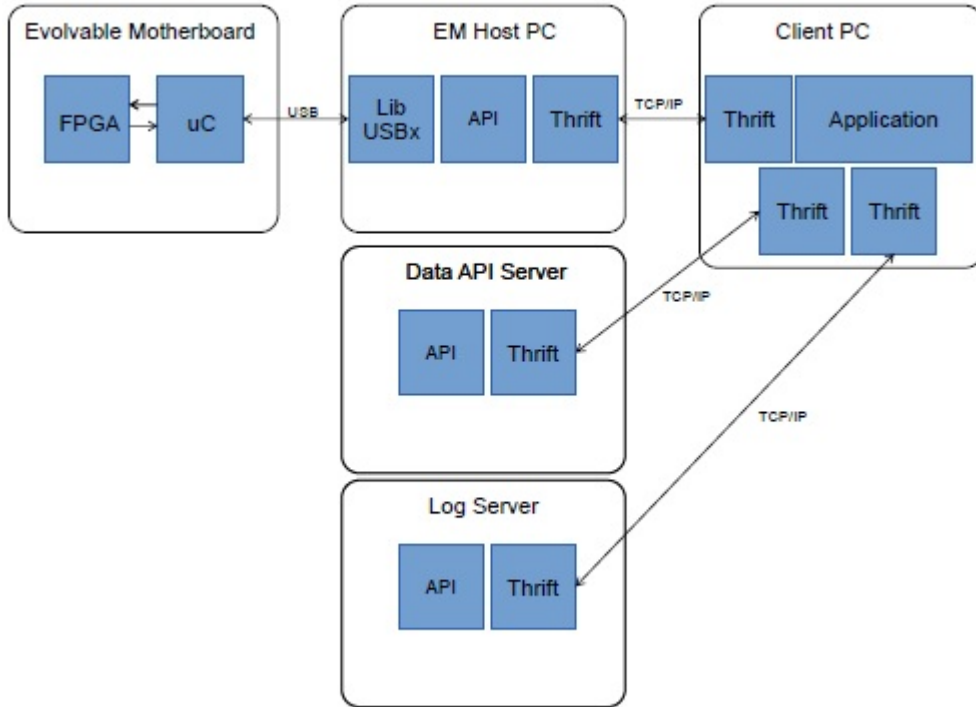 Evolvable Motherboard
EM Host PC
Client PC
FPGA
uC
USB
Lib
USBx
API
Thrift
TCP/IP
Thrift
Application
Thrift
Thrift
Data API Server
TCP/IP
API
Thrift
TCP/IP
Log Server
API
Thrift